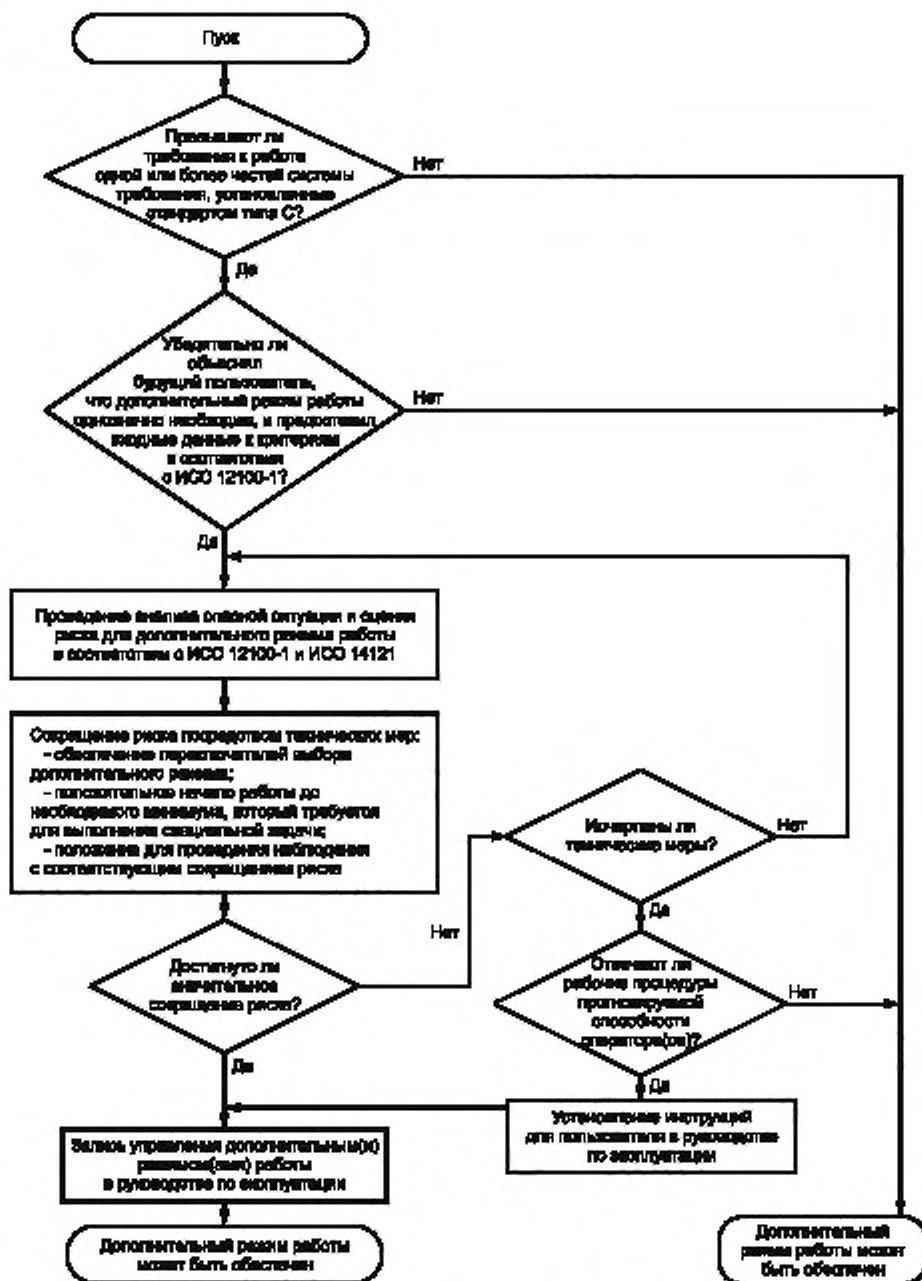 Пуск
Превышают ли
требования к работе
одной или более частей системы
требования, установленные
стандартом типа С?
Нет
Да
Убедительно ли
объяснил
будущий пользователь,
что дополнительный режим работы
однозначно необходим, и предоставил
входные данные к критериям
в соответствии
с ИСО 12100-1?
Нет
Да
Проведение анализа опасной ситуации и оценки
риска для дополнительного режима работы
в соответствии с ИСО 12100-1 и ИСО 14121
Сокращение риска посредством технических мер:
- обеспечение переключателей выбора
дополнительного режима;
- положительное начало работы до
необходимого минимума, который требуется
для выполнения специальной задачи;
- положение для проведения наблюдения
с соответствующим сокращением риска
Исчерпаны ли
технические меры?
Нет
Да
Нет
Достигнуто ли
значительное
сокращение риска?
Да
Отвечают ли
рабочие процедуры
прогнозируемой
способности
оператора(ов)?
Нет
Да
Установление инструкций
для пользователя в руководстве
по эксплуатации
Запись управления дополнительным(и)
режимом(ами) работы
в руководстве по эксплуатации
Дополнительный режим работы
может быть обеспечен
Дополнительный
режим работы может
быть обеспечен